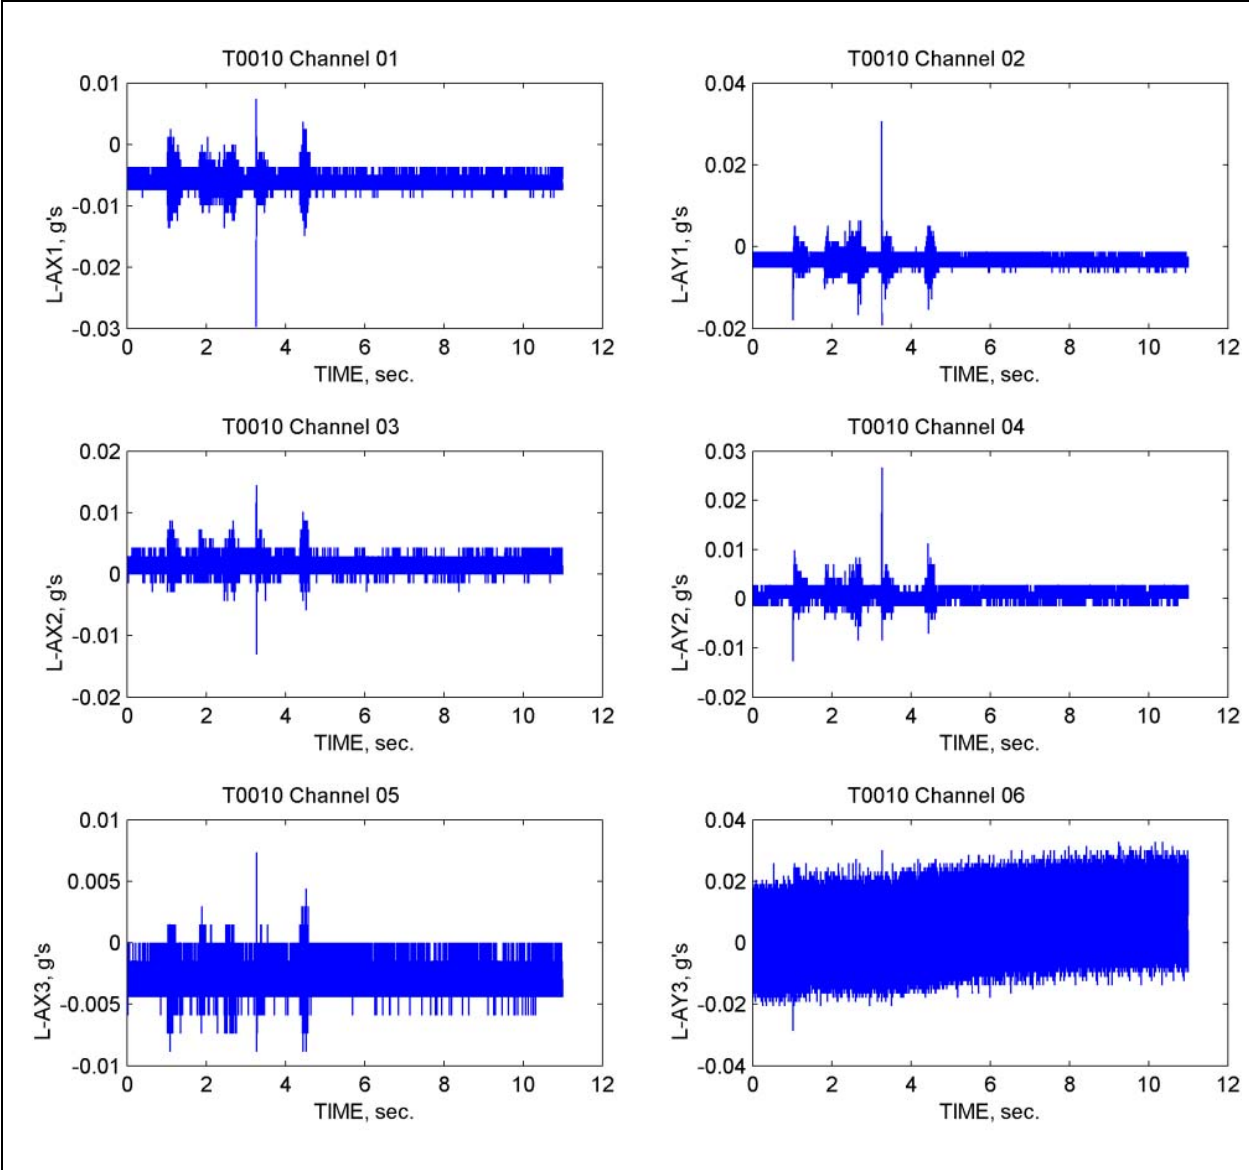 T0010 Channel 01
0.01
0
-0.01
-0.02
-0.03
L-AX1, g's
0 2 4 6 8 10 12
TIME, sec.
T0010 Channel 02
0.04
0.02
0
-0.02
L-AY1, g's
0 2 4 6 8 10 12
TIME, sec.
T0010 Channel 03
0.02
0.01
0
-0.01
-0.02
L-AX2, g's
0 2 4 6 8 10 12
TIME, sec.
T0010 Channel 04
0.03
0.02
0.01
0
-0.01
-0.02
L-AY2, g's
0 2 4 6 8 10 12
TIME, sec.
T0010 Channel 05
0.01
0.005
0
-0.005
-0.01
L-AX3, g's
0 2 4 6 8 10 12
TIME, sec.
T0010 Channel 06
0.04
0.02
0
-0.02
-0.04
L-AY3, g's
0 2 4 6 8 10 12
TIME, sec.